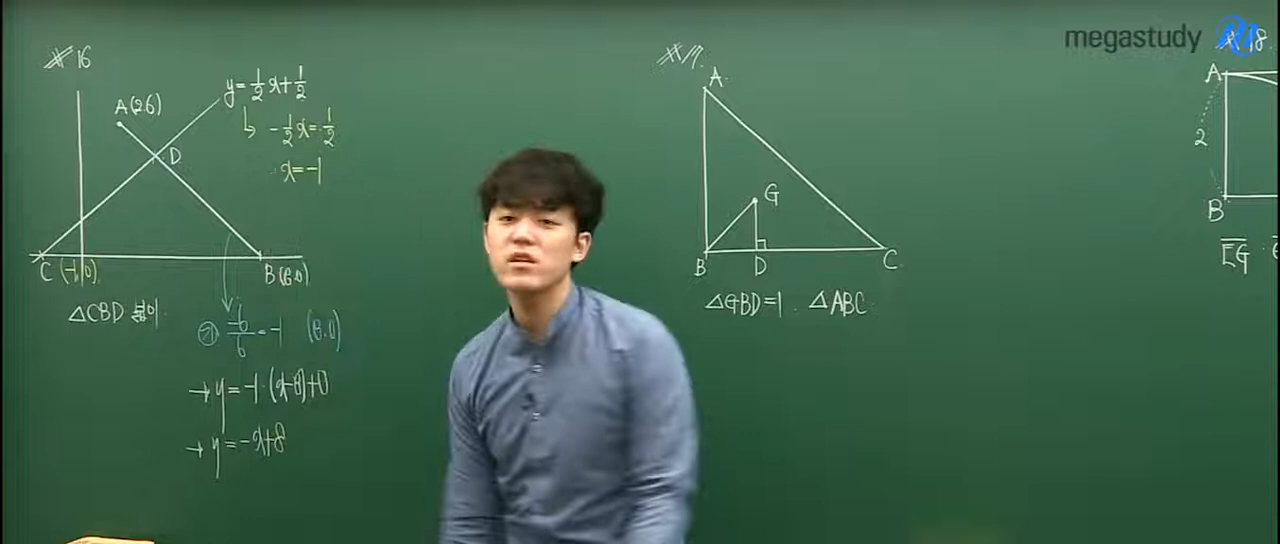 megastudy
#16
y=½x+½
A(2,6)
-½x=½
D
x=-1
C (-1,0)
B(8,0)
△CBD 넓이
-6/6=-1 (8,0)
→y=-1·(x-8)+0
→y=-x+8
#17
A
G
B
D
C
△GBD=1 △ABC
#18
A
2
B
EG